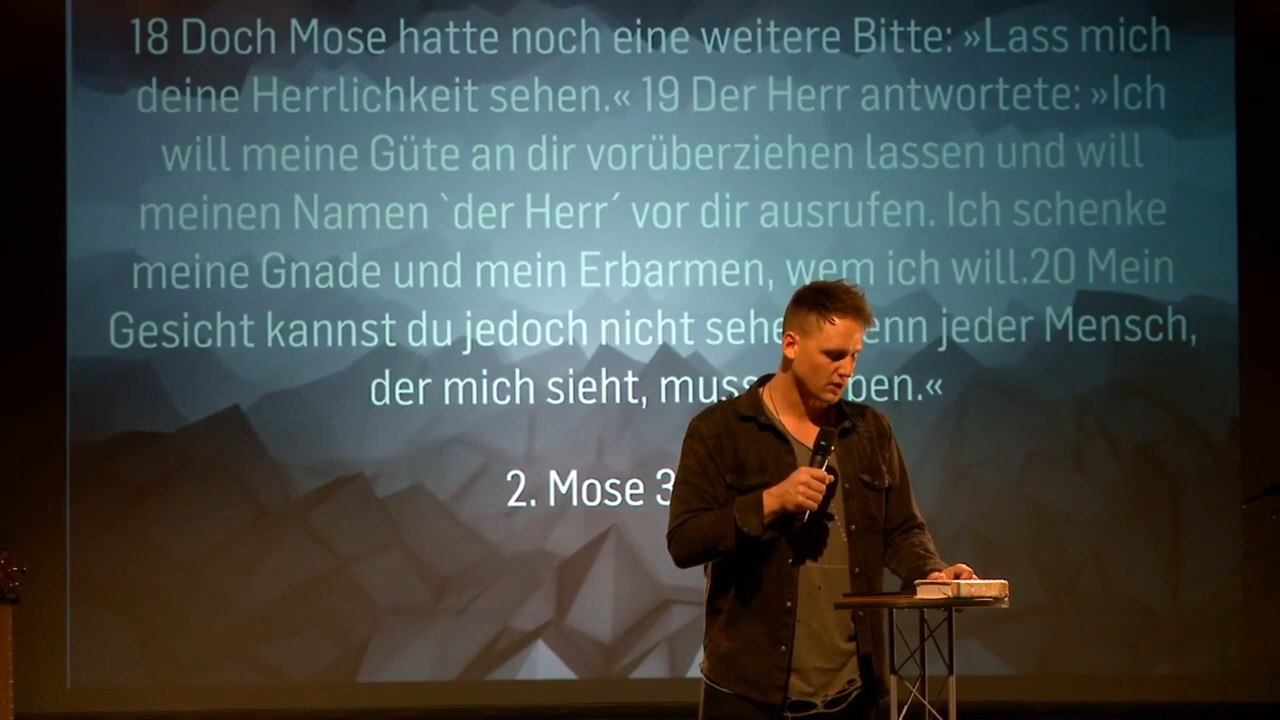 18 Doch Mose hatte noch eine weitere Bitte: »Lass mich
deine Herrlichkeit sehen.« 19 Der Herr antwortete: »Ich
will meine Güte an dir vorüberziehen lassen und will
meinen Namen `der Herr´ vor dir ausrufen. Ich schenke
meine Gnade und mein Erbarmen, wem ich will.20 Mein
Gesicht kannst du jedoch nicht jeder Mensch,
der mich sieht,
2. Mose